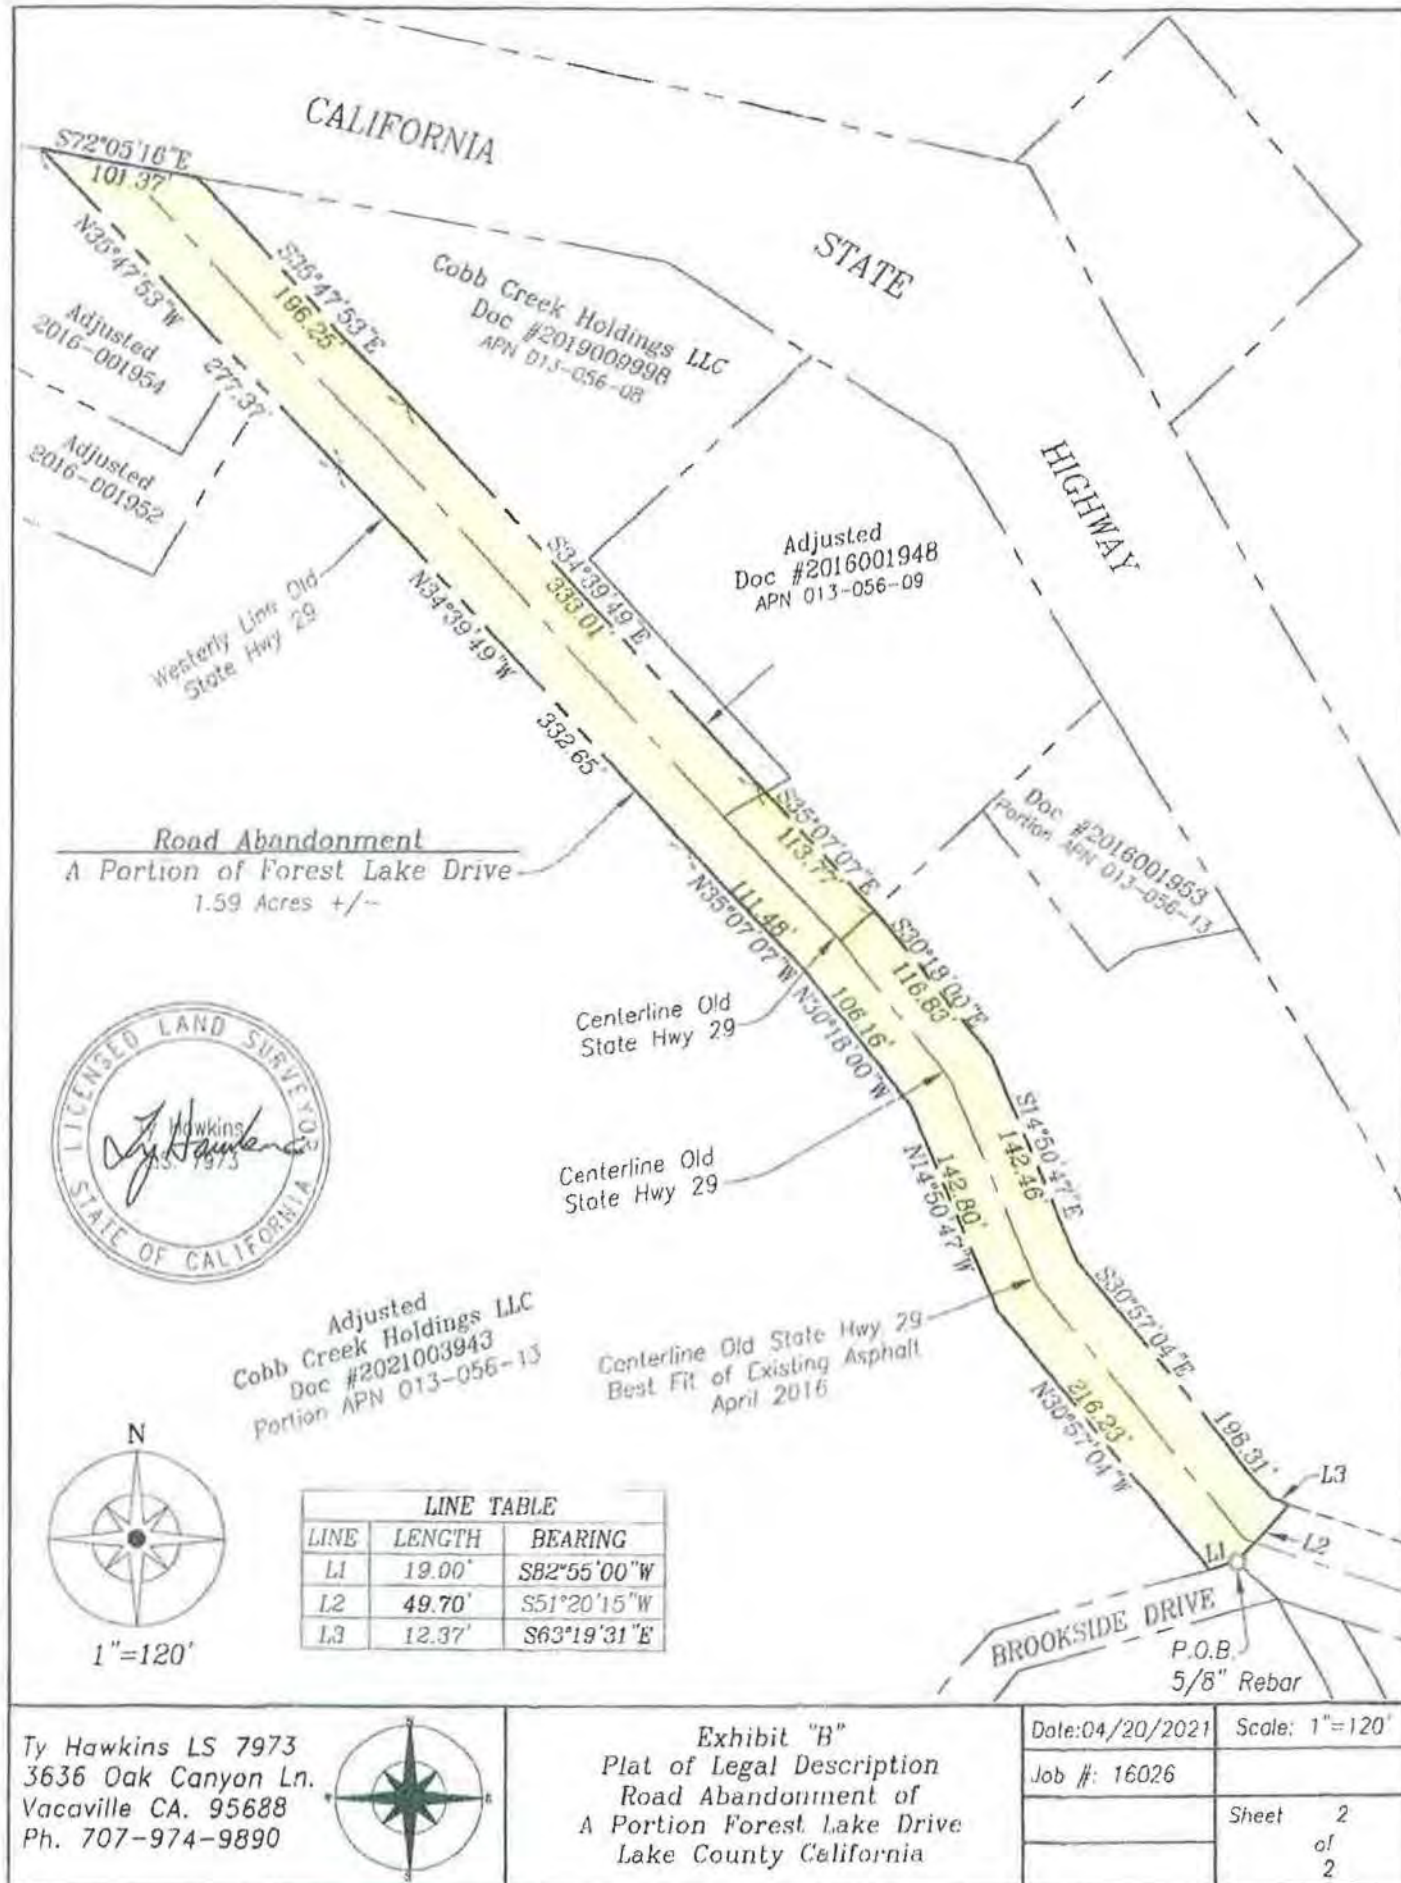 CALIFORNIA
STATE
HIGHWAY
S72°05'16"E
101.37'
N35°47'53"W
277.37'
S35°47'53"E
196.25'
Cobb Creek Holdings LLC
Doc #2019009998
APN 013-056-08
Adjusted
2016-001954
Adjusted
2016-001952
Westerly Line Old
State Hwy 29
S34°39'49"E
333.01'
Adjusted
Doc #2016001948
APN 013-056-09
N34°39'49"W
332.65'
Road Abandonment
A Portion of Forest Lake Drive
1.59 Acres +/-
S35°07'07"E
113.77'
Doc #2016001953
Portion APN 013-056-13
111.48'
N35°07'07"W
S30°18'00"E
116.83'
Centerline Old
State Hwy 29
106.16'
N30°18'00"W
LICENSED LAND SURVEYOR
Ty Hawkins
L.S. 7973
STATE OF CALIFORNIA
S14°50'47"E
142.46'
Centerline Old
State Hwy 29
142.80'
N14°50'47"W
Adjusted
Cobb Creek Holdings LLC
Doc #2021003943
Portion APN 013-056-13
Centerline Old State Hwy 29
Best Fit of Existing Asphalt
April 2016
S30°57'04"E
198.31'
216.23'
N30°57'04"W
L3
L2
L1
N
1"=120'
LINE TABLE
LINE LENGTH BEARING
L1 19.00' S82°55'00"W
L2 49.70' S51°20'15"W
L3 12.37' S63°19'31"E
BROOKSIDE DRIVE
P.O.B.
5/8" Rebar
Ty Hawkins LS 7973
3636 Oak Canyon Ln.
Vacaville CA. 95688
Ph. 707-974-9890
Exhibit "B"
Plat of Legal Description
Road Abandonment of
A Portion Forest Lake Drive
Lake County California
Date:04/20/2021
Scale: 1"=120'
Job #: 16026
Sheet 2
of
2